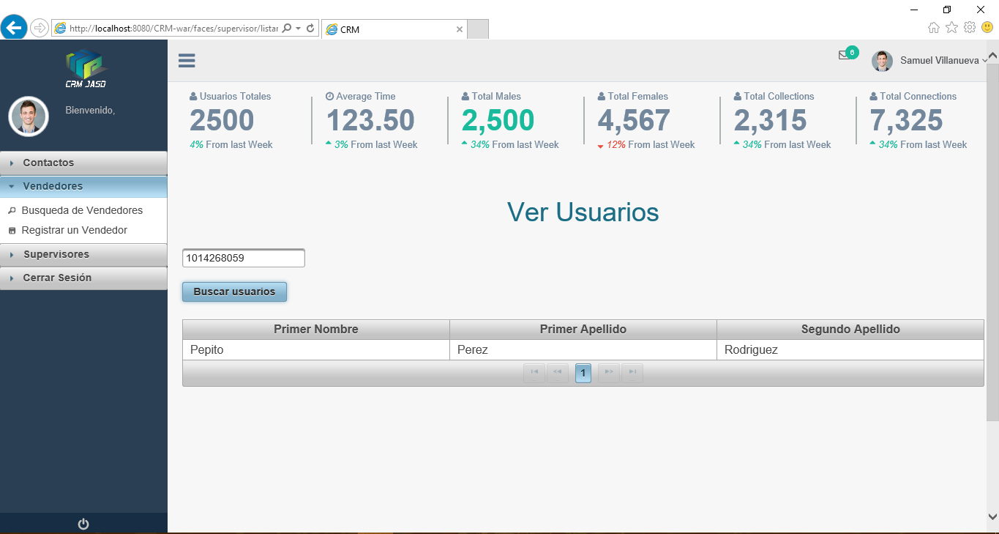 http://localhost:8080/CRM-war/faces/supervisor/listar
CRM
CRM JASD
Bienvenido,
6
Samuel Villanueva
Usuarios Totales
2500
4% From last Week
Average Time
123.50
3% From last Week
Total Males
2,500
34% From last Week
Total Females
4,567
12% From last Week
Total Collections
2,315
34% From last Week
Total Connections
7,325
34% From last Week
Contactos
Vendedores
Busqueda de Vendedores
Registrar un Vendedor
Supervisores
Cerrar Sesión
Ver Usuarios
1014268059
Buscar usuarios
Primer Nombre Primer Apellido Segundo Apellido
Pepito Perez Rodriguez
1